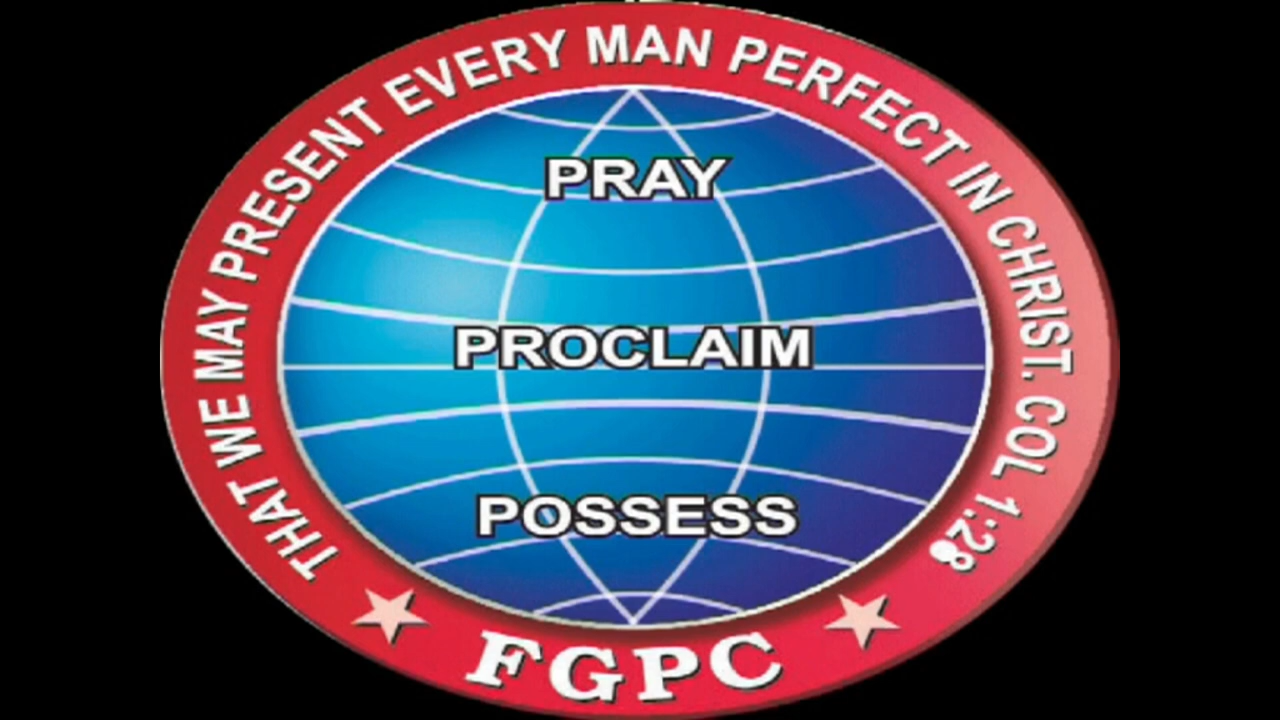 THAT WE MAY PRESENT EVERY MAN PERFECT IN CHRIST. COL 1:28
PRAY
PROCLAIM
POSSESS
FGPC